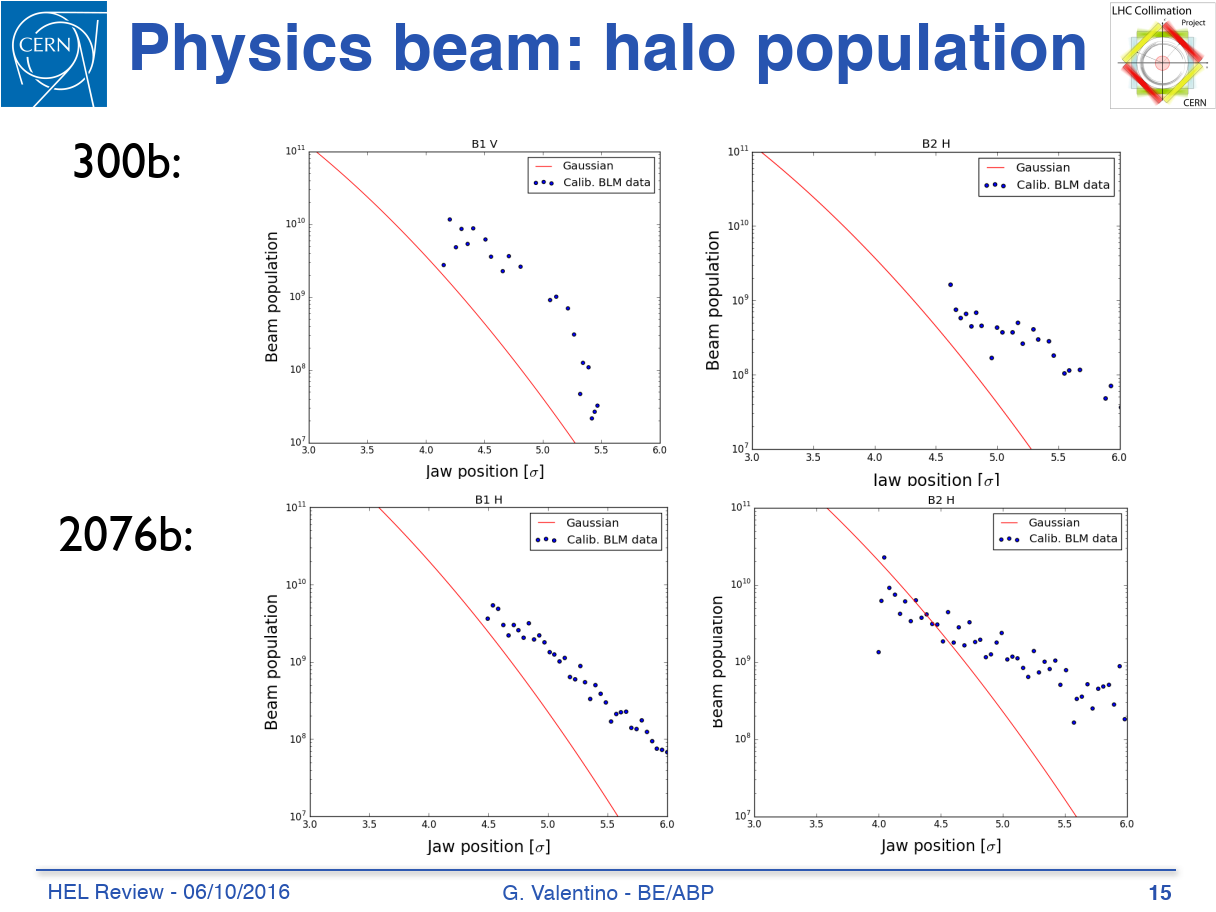 CERN
Physics beam: halo population
LHC Collimation
Project
CERN
300b:
B1 V
10¹¹
10¹⁰
10⁹
10⁸
10⁷
Beam population
Gaussian
Calib. BLM data
3.0 3.5 4.0 4.5 5.0 5.5 6.0
Jaw position [σ]
B2 H
10¹¹
10¹⁰
10⁹
10⁸
10⁷
Beam population
Gaussian
Calib. BLM data
3.0 3.5 4.0 4.5 5.0 5.5 6.0
Jaw position [σ]
2076b:
B1 H
10¹¹
10¹⁰
10⁹
10⁸
10⁷
Beam population
Gaussian
Calib. BLM data
3.0 3.5 4.0 4.5 5.0 5.5 6.0
Jaw position [σ]
B2 H
10¹¹
10¹⁰
10⁹
10⁸
10⁷
Beam population
Gaussian
Calib. BLM data
3.0 3.5 4.0 4.5 5.0 5.5 6.0
Jaw position [σ]
HEL Review - 06/10/2016
G. Valentino - BE/ABP
15